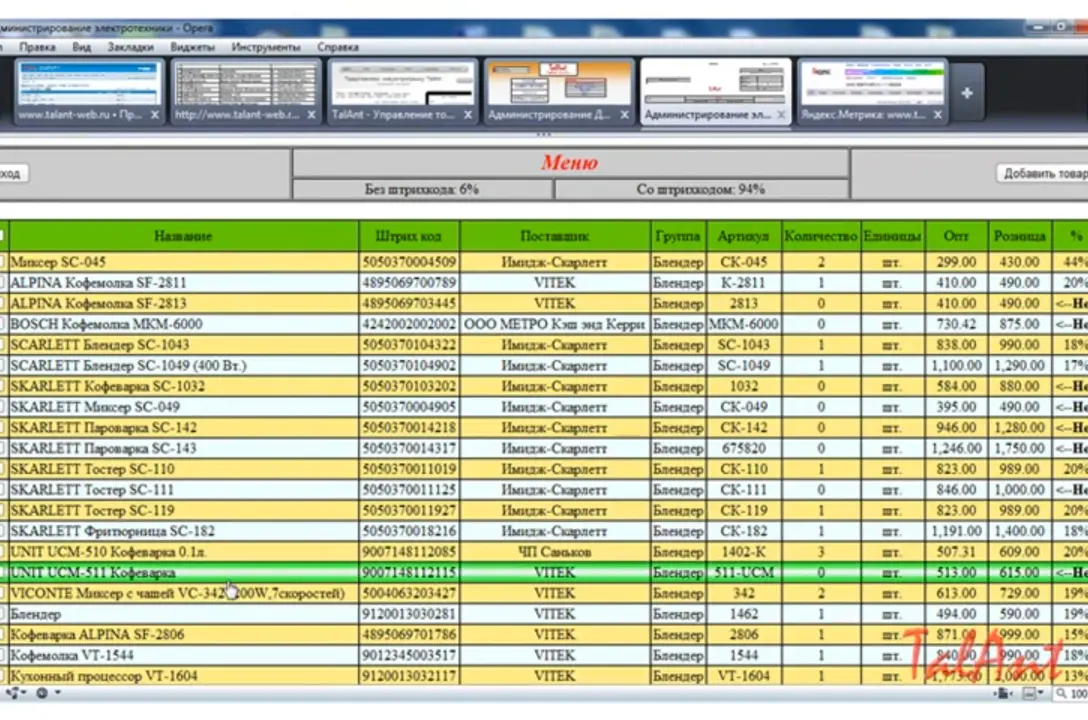 дминистрирование электротехники - Opera
Правка Вид Закладки Виджеты Инструменты Справка
www.talant-web.ru • Пр... http://www.talant-web.r... TalAnt - Управление то... Администрирование Д... Администрирование эл... Яндекс.Метрика: www.t...
ход Меню Добавить товар
Без штрихкода: 6% Со штрихкодом: 94%
Название Штрих код Поставщик Группа Артикул Количество Единицы Опт Розница %
Миксер SC-045 5050370004509 Имидж-Скарлетт Блендер СК-045 2 шт. 299.00 430.00 44%
ALPINA Кофемолка SF-2811 4895069700789 VITEK Блендер К-2811 1 шт. 410.00 490.00 20%
ALPINA Кофемолка SF-2813 4895069703445 VITEK Блендер 2813 0 шт. 410.00 490.00 <--Не
BOSCH Кофемолка МКМ-6000 4242002002002 ООО МЕТРО Кэш энд Керри Блендер МКМ-6000 0 шт. 730.42 875.00 <--Не
SCARLETT Блендер SC-1043 5050370104322 Имидж-Скарлетт Блендер SC-1043 1 шт. 838.00 990.00 18%
SCARLETT Блендер SC-1049 (400 Вт.) 5050370104902 Имидж-Скарлетт Блендер SC-1049 1 шт. 1,100.00 1,290.00 17%
SKARLETT Кофеварка SC-1032 5050370103202 Имидж-Скарлетт Блендер 1032 0 шт. 584.00 880.00 <--Не
SKARLETT Миксер SC-049 5050370004905 Имидж-Скарлетт Блендер СК-049 0 шт. 395.00 490.00 <--Не
SKARLETT Пароварка SC-142 5050370014218 Имидж-Скарлетт Блендер СК-142 0 шт. 946.00 1,280.00 <--Не
SKARLETT Пароварка SC-143 5050370014317 Имидж-Скарлетт Блендер 675820 0 шт. 1,246.00 1,750.00 <--Не
SKARLETT Тостер SC-110 5050370011019 Имидж-Скарлетт Блендер СК-110 1 шт. 823.00 989.00 20%
SKARLETT Тостер SC-111 5050370011125 Имидж-Скарлетт Блендер СК-111 0 шт. 846.00 1,000.00 <--Не
SKARLETT Тостер SC-119 5050370011927 Имидж-Скарлетт Блендер СК-119 1 шт. 823.00 989.00 20%
SKARLETT Фритюрница SC-182 5050370018216 Имидж-Скарлетт Блендер СК-182 1 шт. 1,191.00 1,400.00 18%
UNIT UCM-510 Кофеварка 0.1л. 9007148112085 ЧП Саньков Блендер 1402-К 3 шт. 507.31 609.00 20%
UNIT UCM-511 Кофеварка 9007148112115 VITEK Блендер 511-UCM 0 шт. 513.00 615.00 <--Не
VICONTE Миксер с чашей VC-342 200W,7скоростей) 5004063203427 VITEK Блендер 342 2 шт. 613.00 729.00 19%
Блендер 9120013030281 VITEK Блендер 1462 1 шт. 494.00 590.00 19%
Кофеварка ALPINA SF-2806 4895069701786 VITEK Блендер 2806 1 шт. 871.00 999.00 15%
Кофемолка VT-1544 9012345003517 VITEK Блендер 1544 1 шт. 840.00 990.00 18%
Кухонный процессор VT-1604 9120013032117 VITEK Блендер VT-1604 1 шт. 1,773.00 2,000.00 13%
TalAnt
100